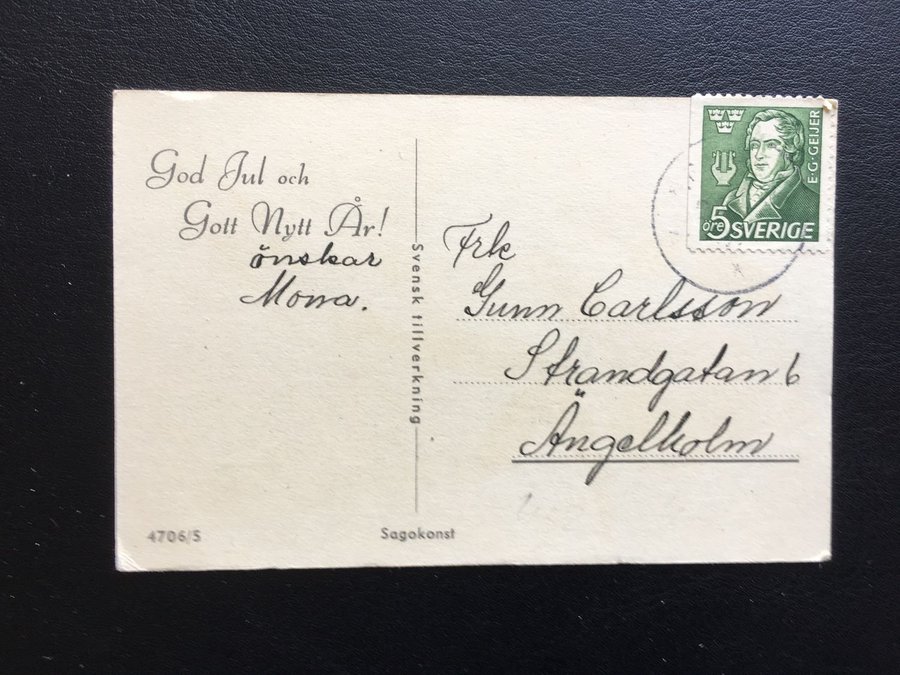 God Jul och
Gott Nytt År!
önskar
Mona.
Svensk tillverkning
Frk
Gunn Carlsson
Strandgatan 6
Ängelholm
E·G·GEIJER
5 öre SVERIGE
4706/S
Sagokonst